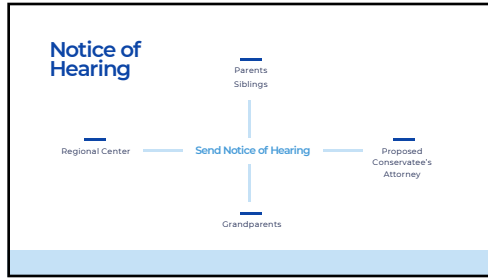 Notice of
Hearing
Parents
Siblings
Regional Center
Send Notice of Hearing
Proposed
Conservatee's
Attorney
Grandparents